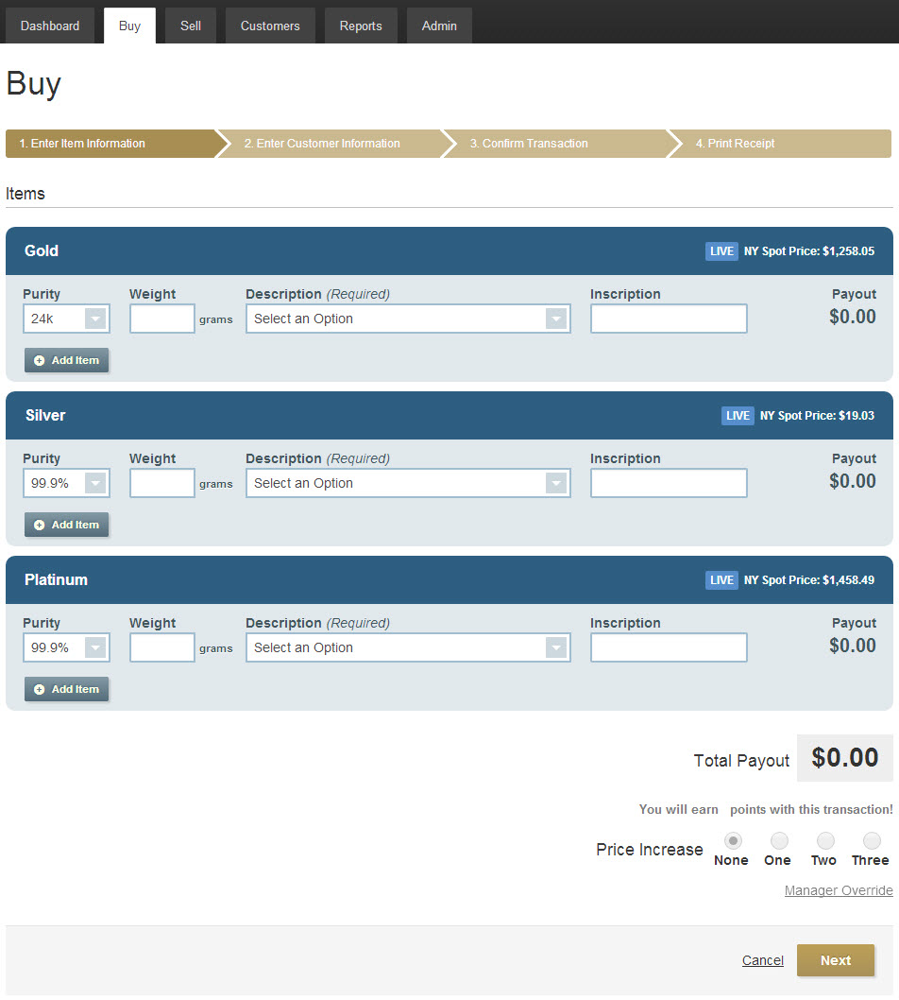 Dashboard Buy Sell Customers Reports Admin
Buy
1. Enter Item Information 2. Enter Customer Information 3. Confirm Transaction 4. Print Receipt
Items
Gold LIVE NY Spot Price: $1,258.05
Purity Weight Description (Required) Inscription Payout
24k grams Select an Option $0.00
Add Item
Silver LIVE NY Spot Price: $19.03
Purity Weight Description (Required) Inscription Payout
99.9% grams Select an Option $0.00
Add Item
Platinum LIVE NY Spot Price: $1,458.49
Purity Weight Description (Required) Inscription Payout
99.9% grams Select an Option $0.00
Add Item
Total Payout $0.00
You will earn points with this transaction!
Price Increase None One Two Three
Manager Override
Cancel Next